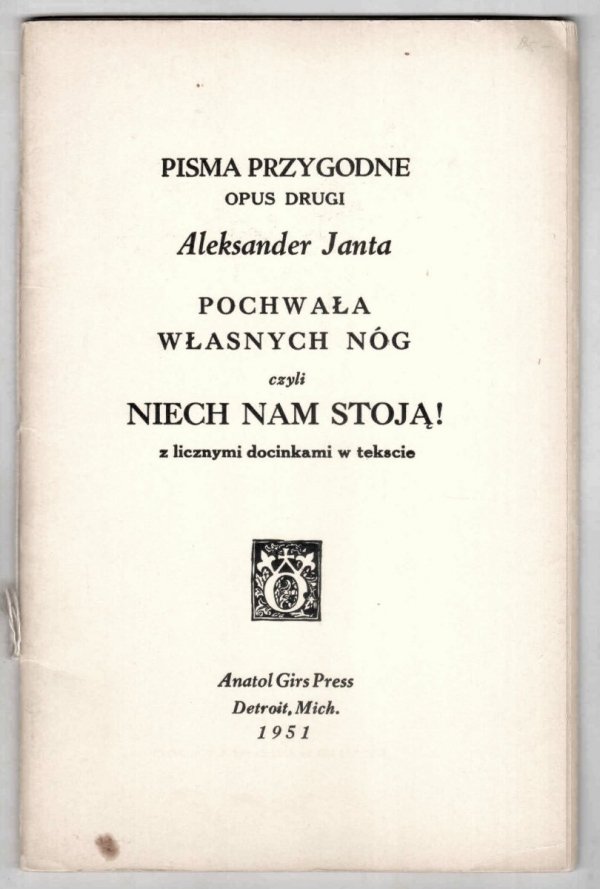 PISMA PRZYGODNE
OPUS DRUGI
Aleksander Janta
POCHWAŁA
WŁASNYCH NÓG
czyli
NIECH NAM STOJĄ!
z licznymi docinkami w tekscie
Anatol Girs Press
Detroit, Mich.
1951